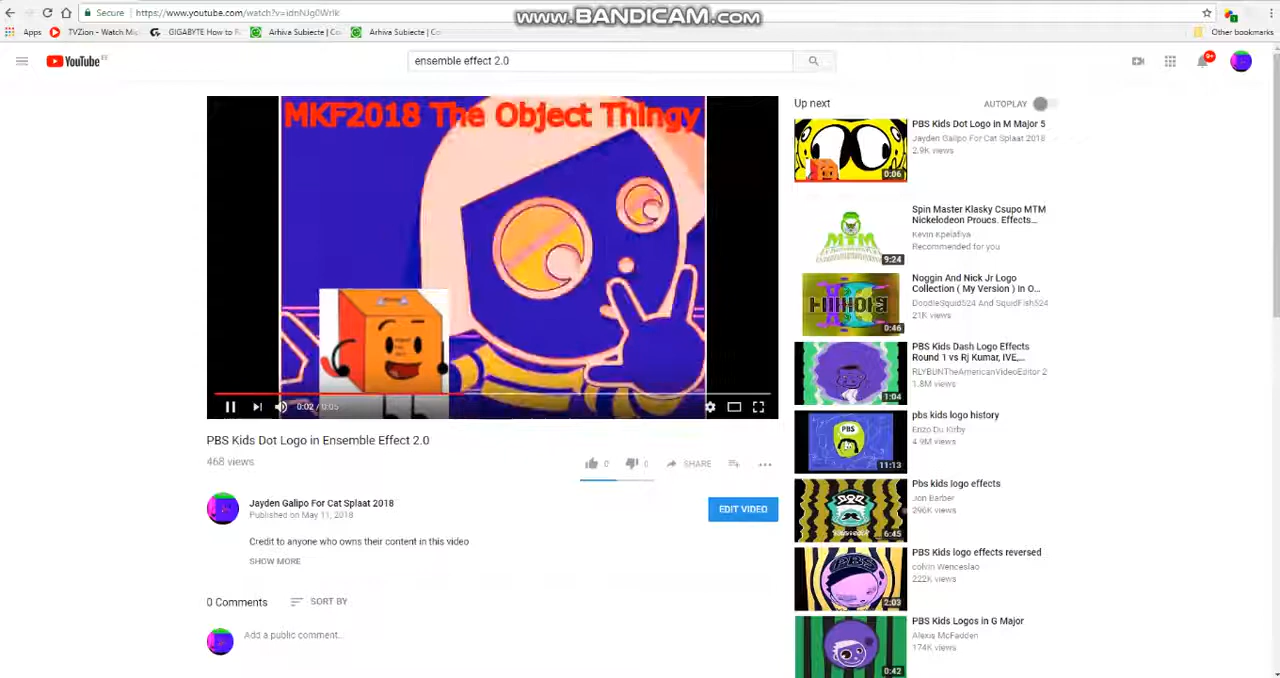 www.BANDICAM.com
Secure
Apps
TVZion - Watch Mo
GIGABYTE How to F
Arhiva Subiecte | Co
Arhiva Subiecte | Co
Other bookmarks
YouTube
ensemble effect 2.0
9+
MKF2018 The Object Thingy
0:02 / 0:05
PBS Kids Dot Logo in Ensemble Effect 2.0
468 views
0
0
SHARE
Jayden Galipo For Cat Splaat 2018
Published on May 11, 2018
EDIT VIDEO
Credit to anyone who owns their content in this video
SHOW MORE
0 Comments
SORT BY
Add a public comment...
Up next
AUTOPLAY
PBS Kids Dot Logo in M Major 5
Jayden Galipo For Cat Splaat 2018
2.9K views
0:06
Spin Master Klasky Csupo MTM
Nickelodeon Proucs. Effects...
Recommended for you
MTM
9:24
Noggin And Nick Jr Logo
Collection ( My Version ) in O...
DoodleSquid524 And SquidFish524
21K views
0:46
PBS Kids Dash Logo Effects
Round 1 vs Rj Kumar, IVE,...
RLYBUNTheAmericanVideoEditor 2
1.8M views
1:04
pbs kids logo history
Enzo Du Kirby
4.9M views
PBS
11:13
Pbs kids logo effects
Jon Barber
296K views
6:45
PBS Kids logo effects reversed
colvin Wenceslao
222K views
2:03
PBS Kids Logos in G Major
Alexis McFadden
174K views
0:42